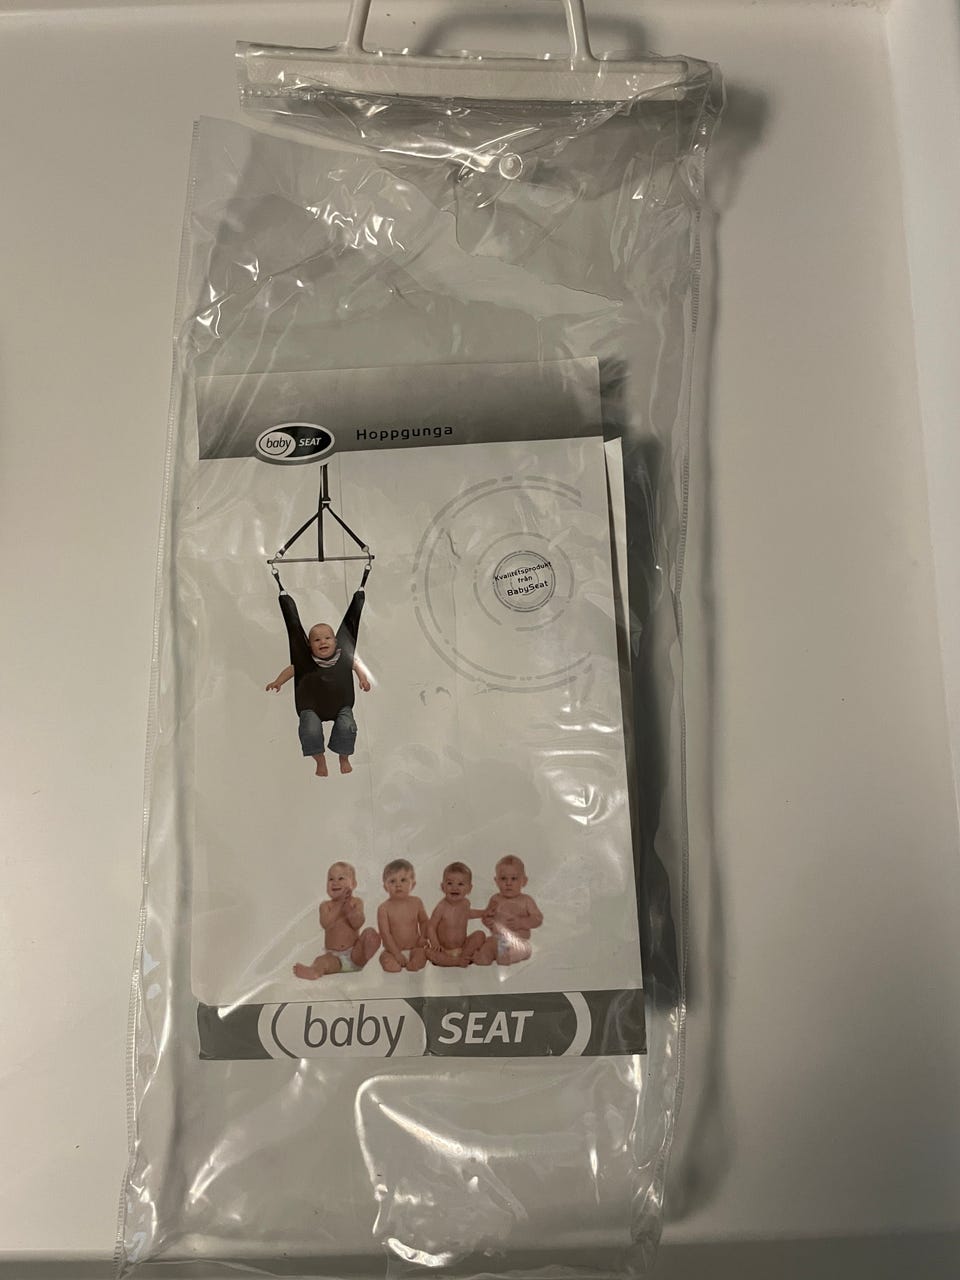 baby SEAT
Hoppgunga
Kvalitetsprodukt
från
BabySeat
baby SEAT